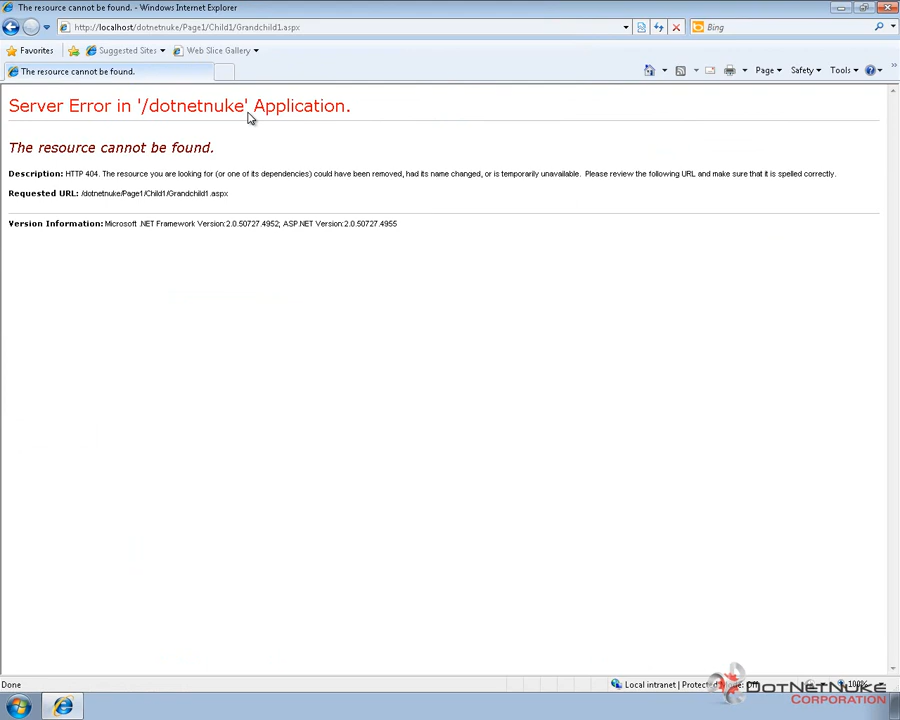 The resource cannot be found. - Windows Internet Explorer
http://localhost/dotnetnuke/Page1/Child1/Grandchild1.aspx
Bing
Favorites
Suggested Sites
Web Slice Gallery
The resource cannot be found.
Page
Safety
Tools
Server Error in '/dotnetnuke' Application.
The resource cannot be found.
Description: HTTP 404. The resource you are looking for (or one of its dependencies) could have been removed, had its name changed, or is temporarily unavailable. Please review the following URL and make sure that it is spelled correctly.
Requested URL: /dotnetnuke/Page1/Child1/Grandchild1.aspx
Version Information: Microsoft .NET Framework Version:2.0.50727.4952; ASP.NET Version:2.0.50727.4955
Done
Local intranet | Protected Mode: Off
100%
DotNetNuke
Corporation